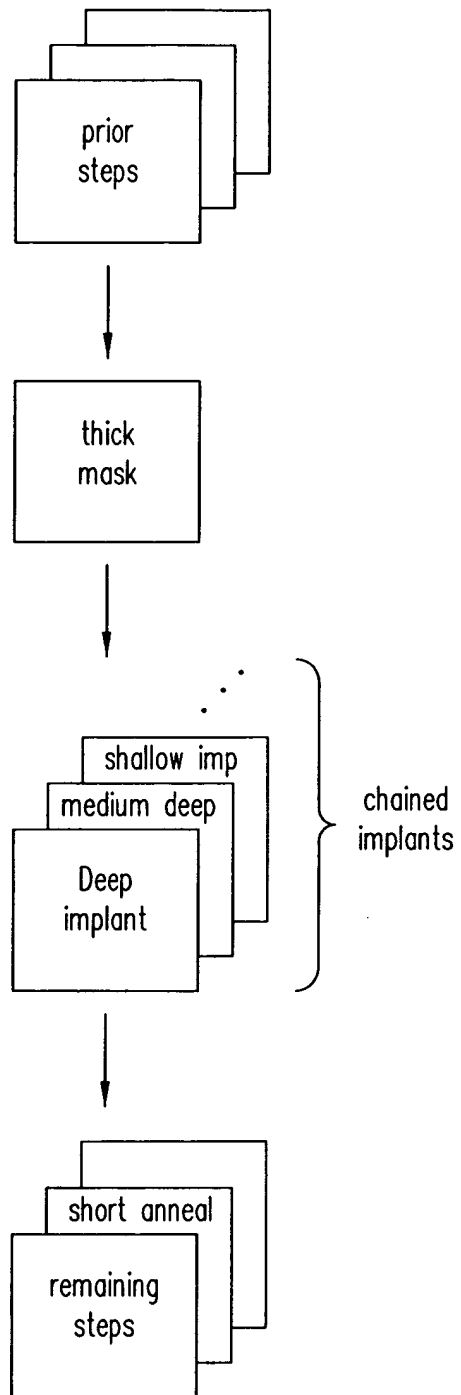 prior
steps
thick
mask
shallow imp
medium deep
Deep
implant
chained
implants
short anneal
remaining
steps